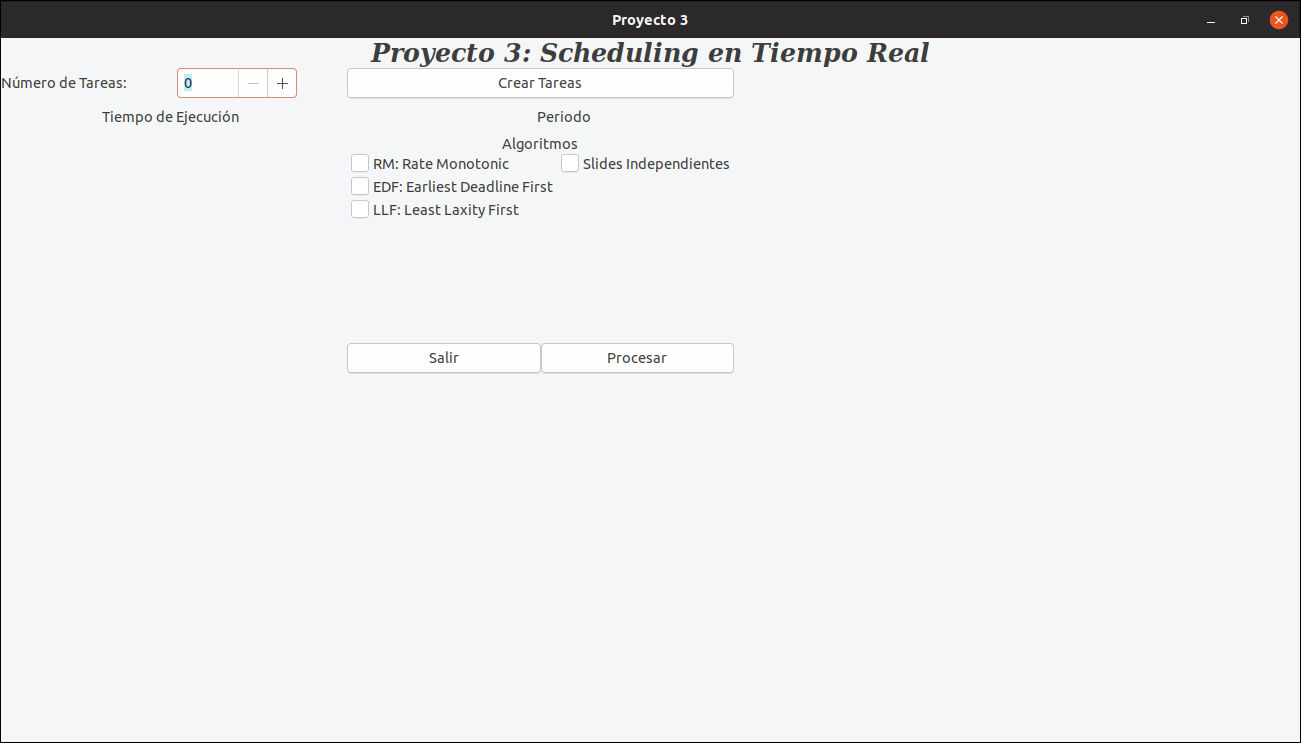 Proyecto 3
Proyecto 3: Scheduling en Tiempo Real
Número de Tareas: 0 Crear Tareas
Tiempo de Ejecución Periodo
Algoritmos
RM: Rate Monotonic Slides Independientes
EDF: Earliest Deadline First
LLF: Least Laxity First
Salir Procesar